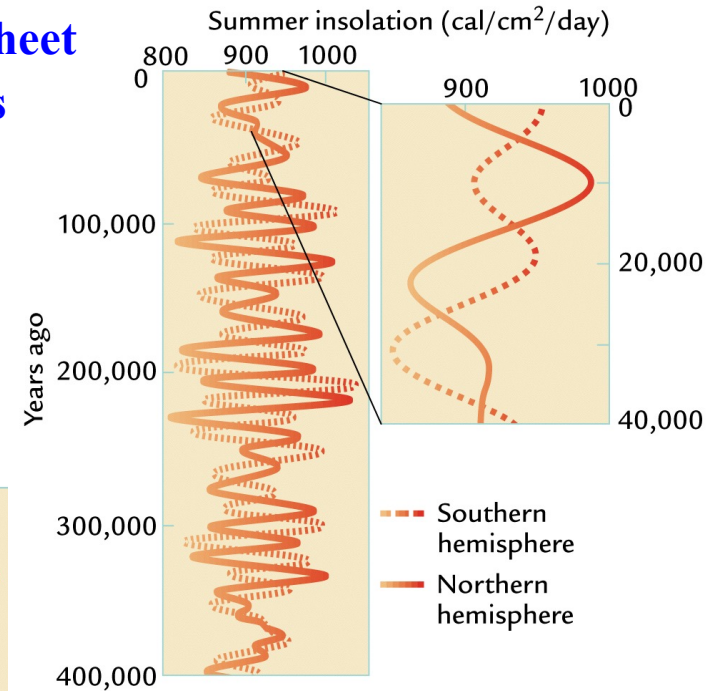 heet
s
Summer insolation (cal/cm²/day)
800 900 1000
0
100,000
200,000
300,000
400,000
Years ago
900 1000
0
20,000
40,000
Southern
hemisphere
Northern
hemisphere